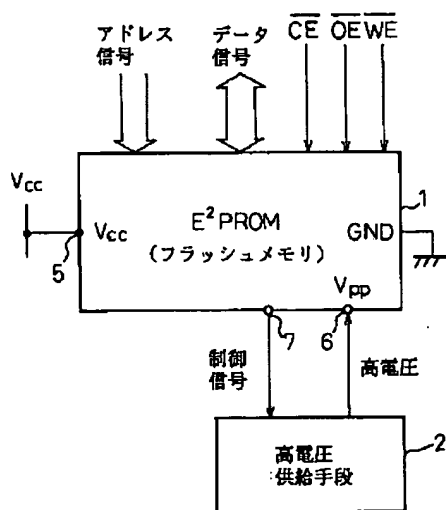 アドレス
信号
データ
信号
CE OE WE
Vcc
Vcc
5
E² PROM
(フラッシュメモリ)
GND
1
Vpp
7
6
制御
信号
高電圧
高電圧
供給手段
2